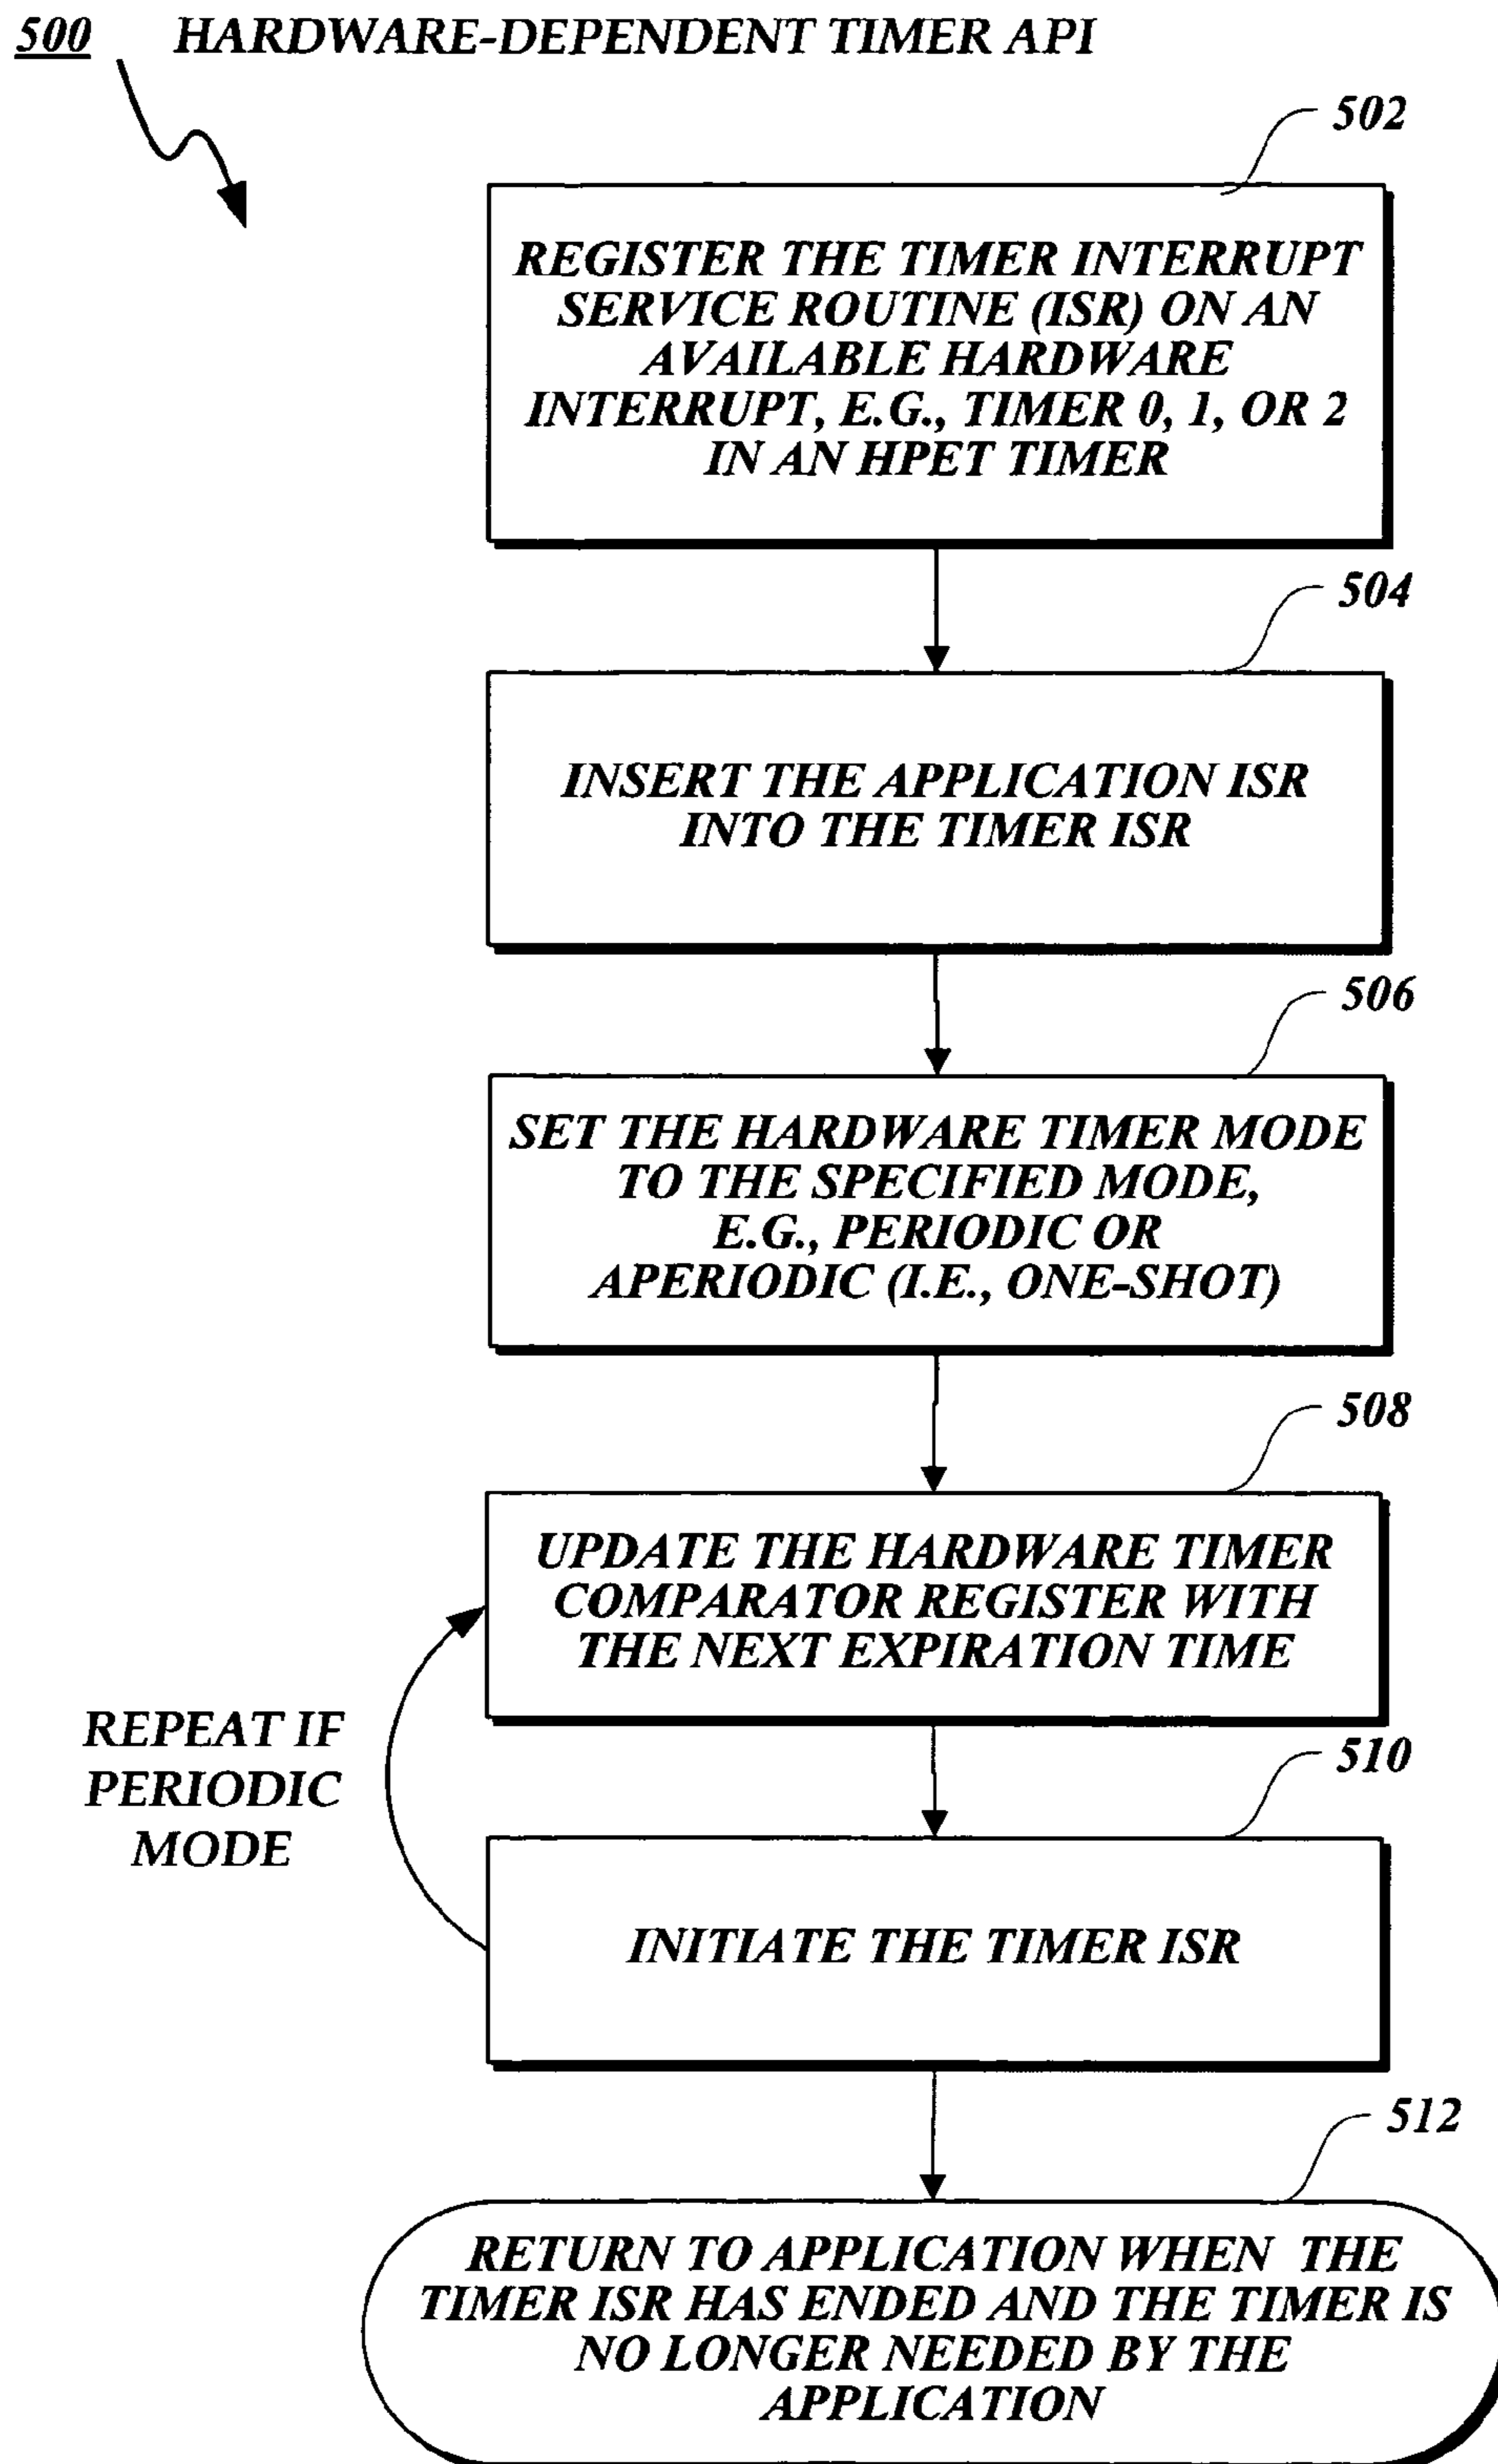 500 HARDWARE-DEPENDENT TIMER API
502
REGISTER THE TIMER INTERRUPT
SERVICE ROUTINE (ISR) ON AN
AVAILABLE HARDWARE
INTERRUPT, E.G., TIMER 0, 1, OR 2
IN AN HPET TIMER
504
INSERT THE APPLICATION ISR
INTO THE TIMER ISR
506
SET THE HARDWARE TIMER MODE
TO THE SPECIFIED MODE,
E.G., PERIODIC OR
APERIODIC (I.E., ONE-SHOT)
508
UPDATE THE HARDWARE TIMER
COMPARATOR REGISTER WITH
THE NEXT EXPIRATION TIME
REPEAT IF
PERIODIC
MODE
510
INITIATE THE TIMER ISR
512
RETURN TO APPLICATION WHEN THE
TIMER ISR HAS ENDED AND THE TIMER IS
NO LONGER NEEDED BY THE
APPLICATION